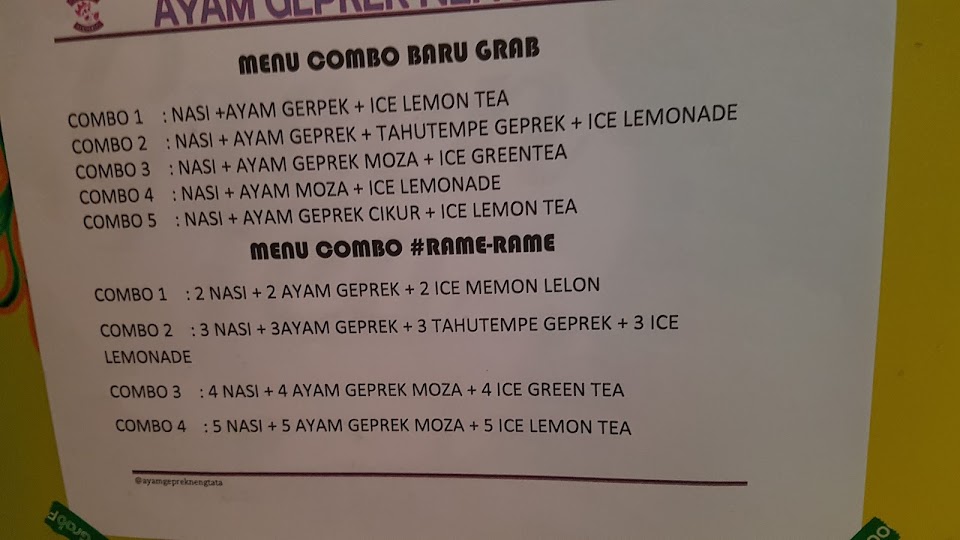 AYAM GEPREK
MENU COMBO BARU GRAB
COMBO 1 : NASI +AYAM GERPEK + ICE LEMON TEA
COMBO 2 : NASI + AYAM GEPREK + TAHUTEMPE GEPREK + ICE LEMONADE
COMBO 3 : NASI + AYAM GEPREK MOZA + ICE GREENTEA
COMBO 4 : NASI + AYAM MOZA + ICE LEMONADE
COMBO 5 : NASI + AYAM GEPREK CIKUR + ICE LEMON TEA
MENU COMBO #RAME-RAME
COMBO 1 : 2 NASI + 2 AYAM GEPREK + 2 ICE MEMON LELON
COMBO 2 : 3 NASI + 3AYAM GEPREK + 3 TAHUTEMPE GEPREK + 3 ICE
LEMONADE
COMBO 3 : 4 NASI + 4 AYAM GEPREK MOZA + 4 ICE GREEN TEA
COMBO 4 : 5 NASI + 5 AYAM GEPREK MOZA + 5 ICE LEMON TEA
@ayamgepreknengtata